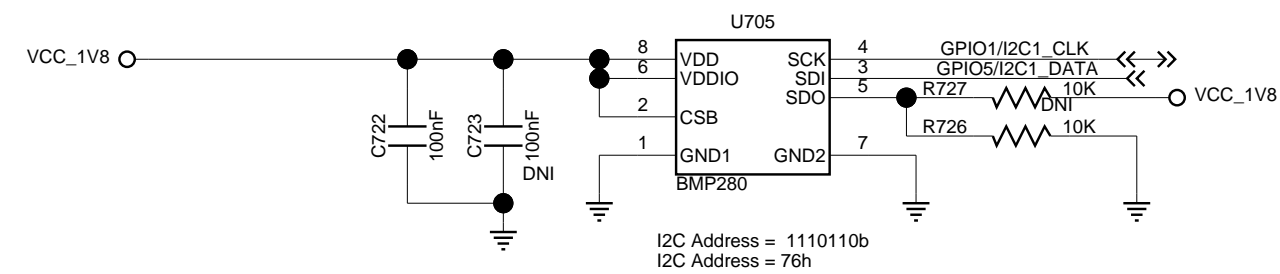 U705
VCC_1V8
8
VDD
6
VDDIO
2
CSB
1
GND1
SCK
4
GPIO1/I2C1_CLK
SDI
3
GPIO5/I2C1_DATA
SDO
5
R727
10K
DNI
VCC_1V8
R726
10K
GND2
7
BMP280
C722
100nF
C723
100nF
DNI
I2C Address = 1110110b
I2C Address = 76h